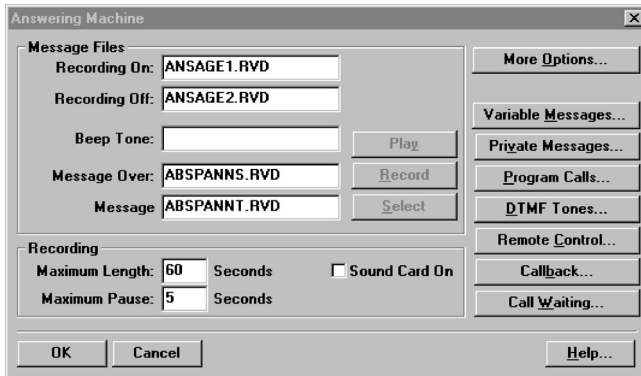 Answering Machine
Message Files
Recording On: ANSAGE1.RVD
Recording Off: ANSAGE2.RVD
Beep Tone:
Message Over: ABSPANNS.RVD
Message ABSPANNT.RVD
Play
Record
Select
Recording
Maximum Length: 60 Seconds
Maximum Pause: 5 Seconds
Sound Card On
More Options...
Variable Messages...
Private Messages...
Program Calls...
DTMF Tones...
Remote Control...
Callback...
Call Waiting...
OK
Cancel
Help...